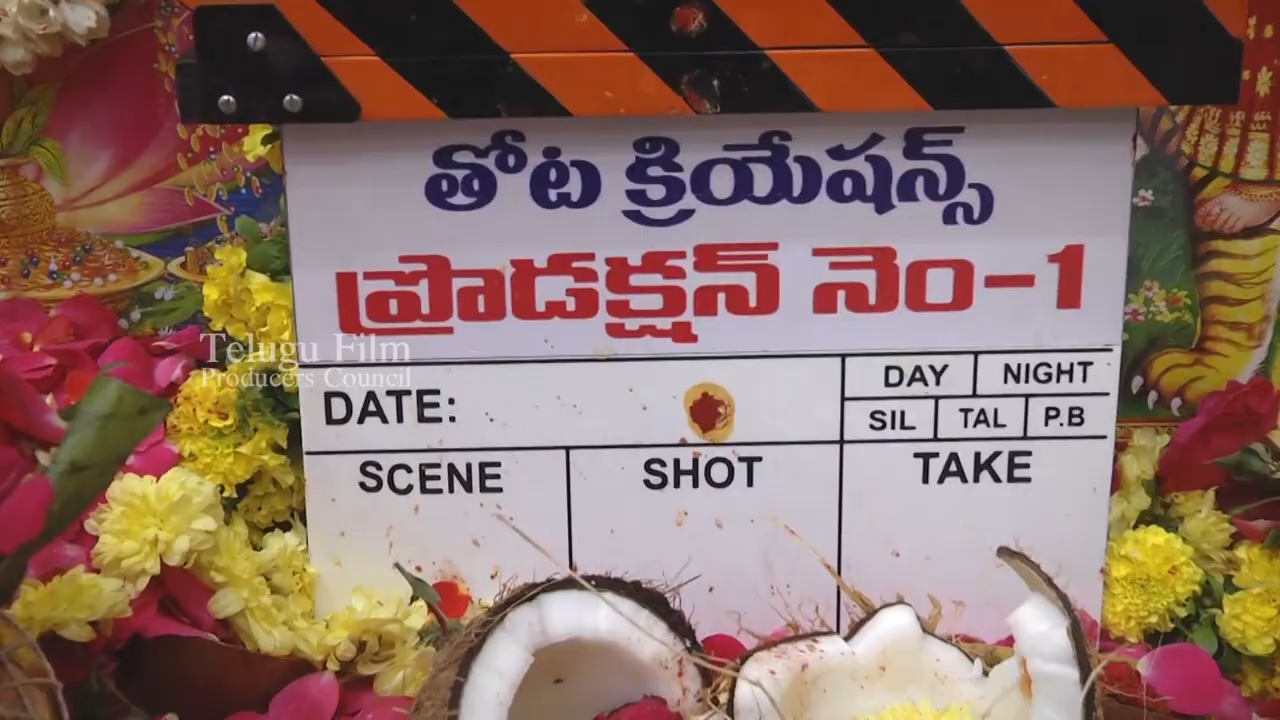 తోట క్రియేషన్స్
ప్రొడక్షన్ నెం-1
Telugu Film
Producers Council
DATE:
DAY NIGHT
SIL TAL P.B
SCENE SHOT TAKE